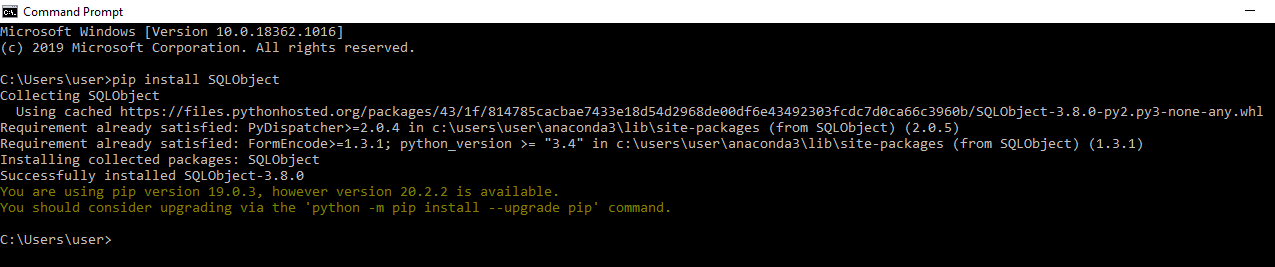 Command Prompt
Microsoft Windows [Version 10.0.18362.1016]
(c) 2019 Microsoft Corporation. All rights reserved.
C:\Users\user>pip install SQLObject
Collecting SQLObject
  Using cached https://files.pythonhosted.org/packages/43/1f/814785cacbae7433e18d54d2968de00df6e43492303fcdc7d0ca66c3960b/SQLObject-3.8.0-py2.py3-none-any.whl
Requirement already satisfied: PyDispatcher>=2.0.4 in c:\users\user\anaconda3\lib\site-packages (from SQLObject) (2.0.5)
Requirement already satisfied: FormEncode>=1.3.1; python_version >= "3.4" in c:\users\user\anaconda3\lib\site-packages (from SQLObject) (1.3.1)
Installing collected packages: SQLObject
Successfully installed SQLObject-3.8.0
You are using pip version 19.0.3, however version 20.2.2 is available.
You should consider upgrading via the 'python -m pip install --upgrade pip' command.
C:\Users\user>